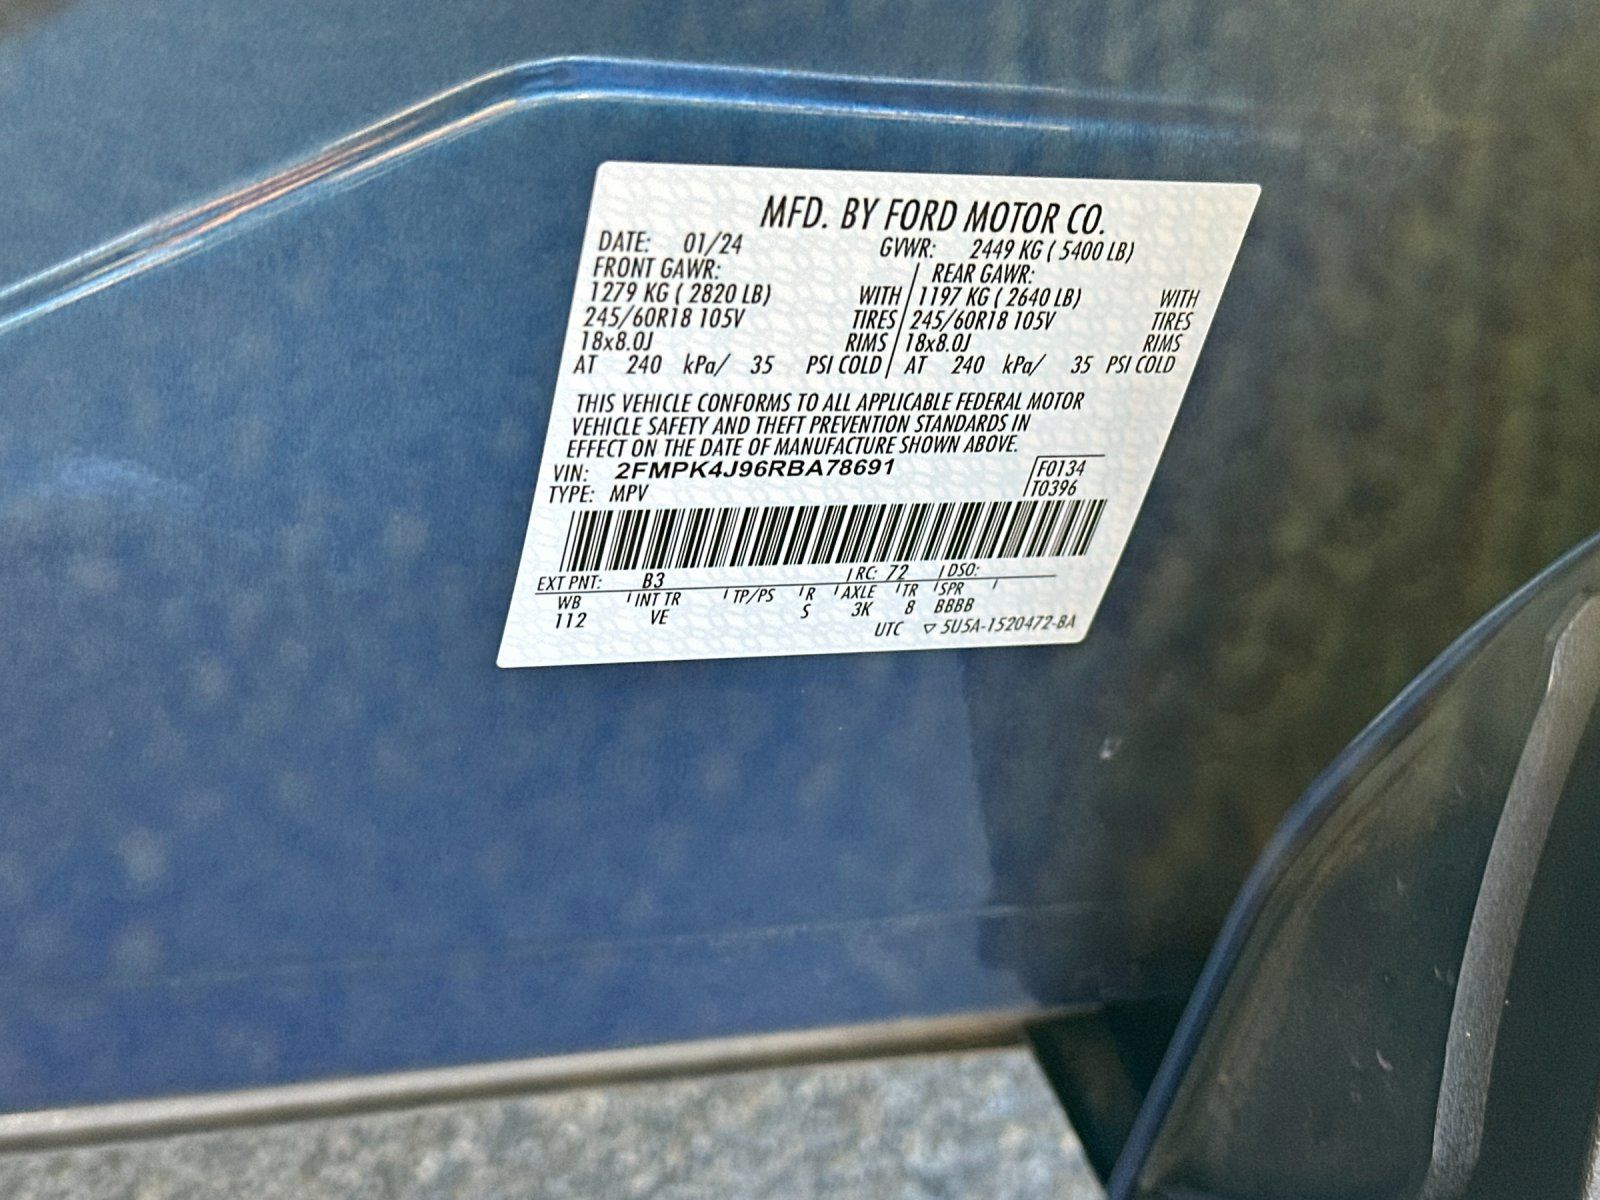 MFD. BY FORD MOTOR CO.
DATE: 01/24 GVWR: 2449 KG ( 5400 LB)
FRONT GAWR: REAR GAWR:
1279 KG ( 2820 LB) WITH 1197 KG ( 2640 LB) WITH
245/60R18 105V TIRES 245/60R18 105V TIRES
18x8.0J RIMS 18x8.0J RIMS
AT 240 kPa/ 35 PSI COLD AT 240 kPa/ 35 PSI COLD
THIS VEHICLE CONFORMS TO ALL APPLICABLE FEDERAL MOTOR
VEHICLE SAFETY AND THEFT PREVENTION STANDARDS IN
EFFECT ON THE DATE OF MANUFACTURE SHOWN ABOVE.
VIN: 2FMPK4J96RBA78691 F0134
TYPE: MPV T0396
EXT PNT: B3 RC: 72 DSO:
WB INT TR TP/PS R AXLE TR SPR
112 VE S 3K 8 BBBB
UTC ▽ 5U5A-1520472-BA